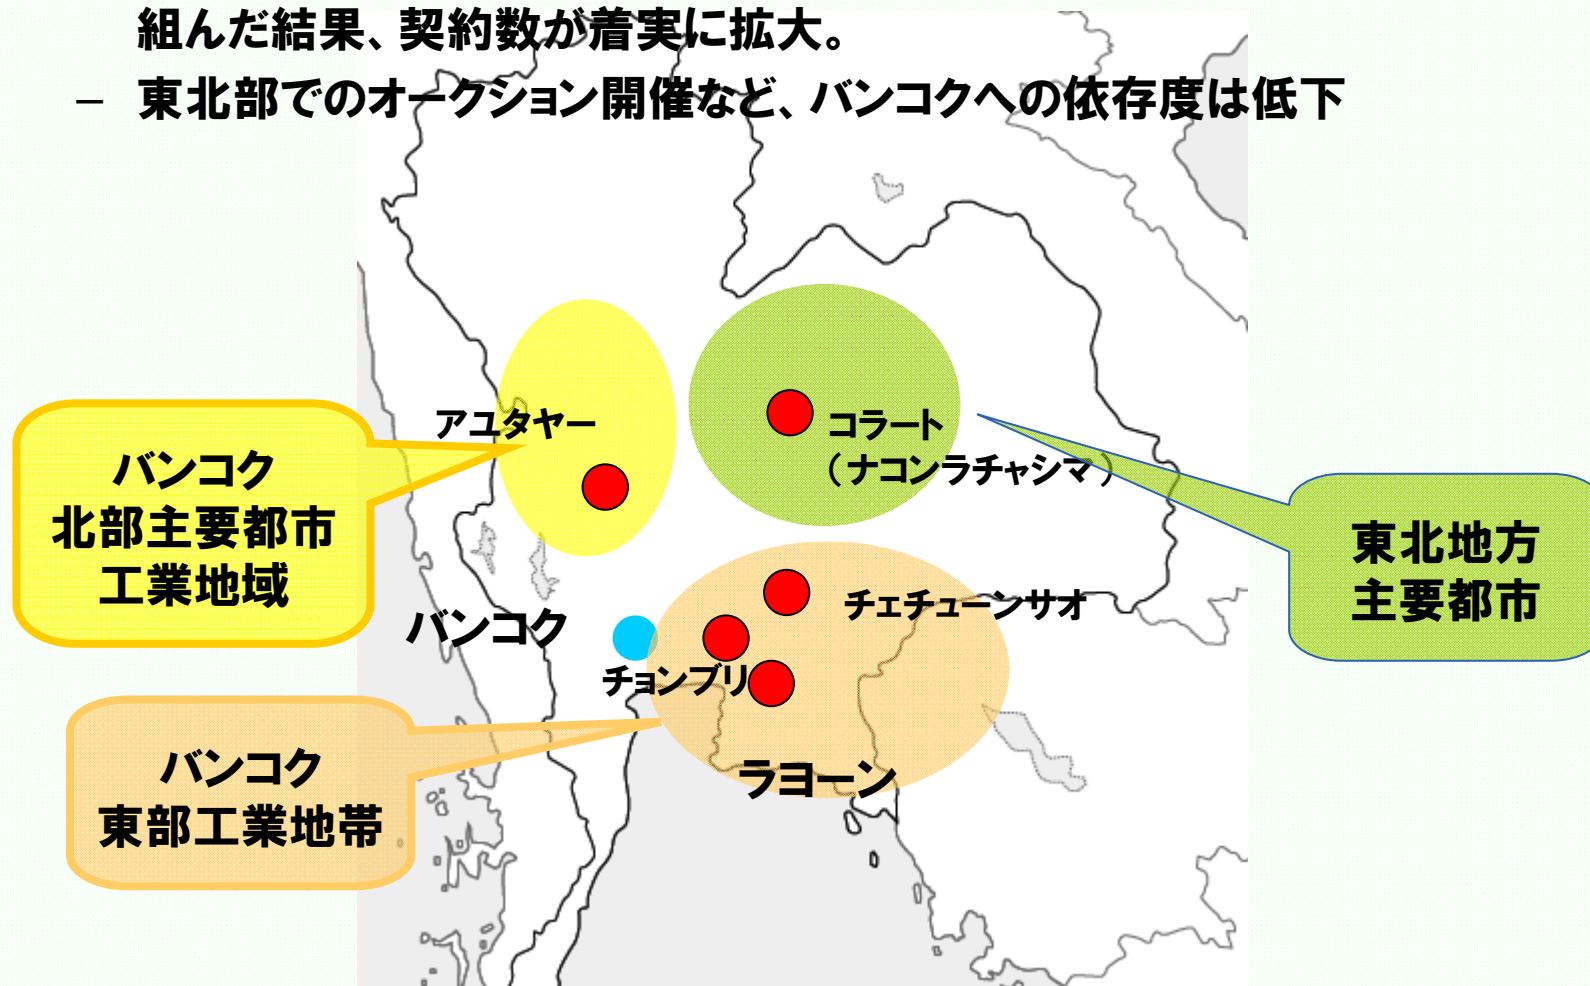 組んだ結果、契約数が着実に拡大。
– 東北部でのオークション開催など、バンコクへの依存度は低下
アユタヤー
コラート
（ナコンラチャシマ）
バンコク
北部主要都市
工業地域
東北地方
主要都市
チェチューンサオ
バンコク
チョンブリ
ラヨーン
バンコク
東部工業地帯